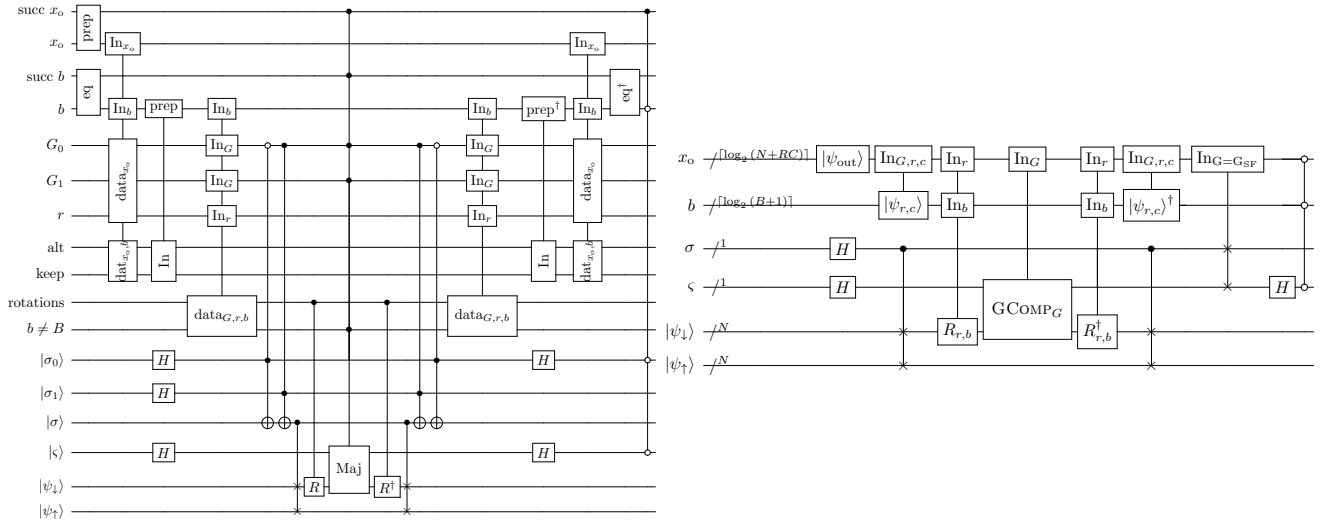 succ x_o
prep
x_o In_{x_o} In_{x_o}
succ b
eq eq†
b In_b prep In_b In_b prep† In_b
G_0 In_G In_G
data_{x_o} data_{x_o}
G_1 In_G In_G
r In_r In_r
alt
dat_{x_o,b} In In dat_{x_o,b}
keep
rotations
data_{G,r,b} data_{G,r,b}
b ≠ B
|σ_0⟩ H H
|σ_1⟩ H
|σ⟩
|ς⟩ H H
Maj
|ψ_↓⟩ R R†
|ψ_↑⟩
x_o ⌈log_2 (N+RC)⌉ |ψ_out⟩ In_{G,r,c} In_r In_G In_r In_{G,r,c} In_{G=G_SF}
b ⌈log_2 (B+1)⌉ |ψ_{r,c}⟩ In_b In_b |ψ_{r,c}⟩†
σ 1 H
ς 1 H H
GCOMP_G
|ψ_↓⟩ N R_{r,b} R†_{r,b}
|ψ_↑⟩ N